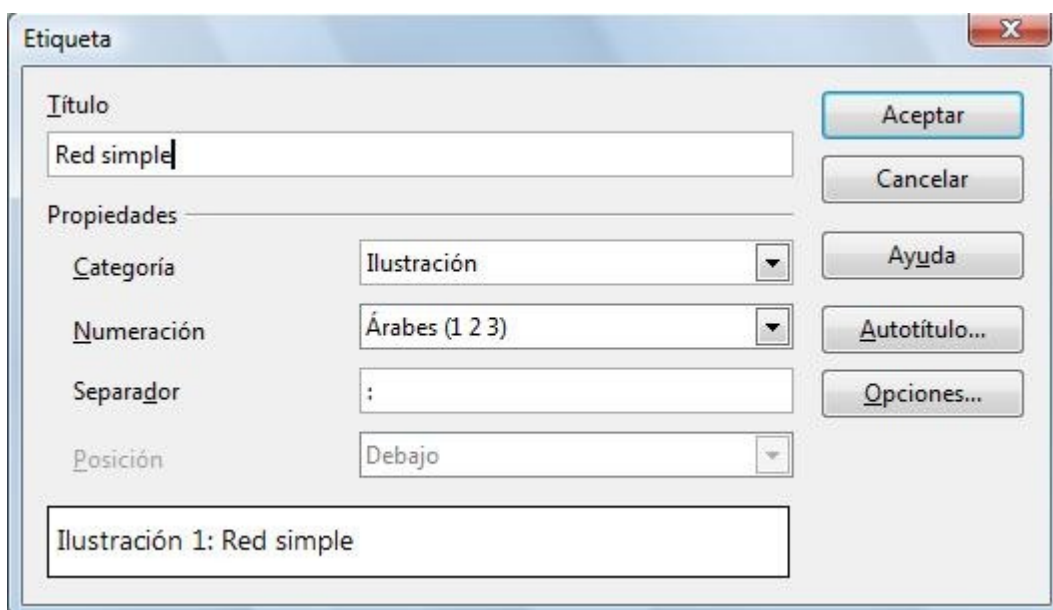 Etiqueta
Título
Red simple
Propiedades
Categoría
Ilustración
Numeración
Árabes (1 2 3)
Separador
:
Posición
Debajo
Ilustración 1: Red simple
Aceptar
Cancelar
Ayuda
Autotítulo...
Opciones...